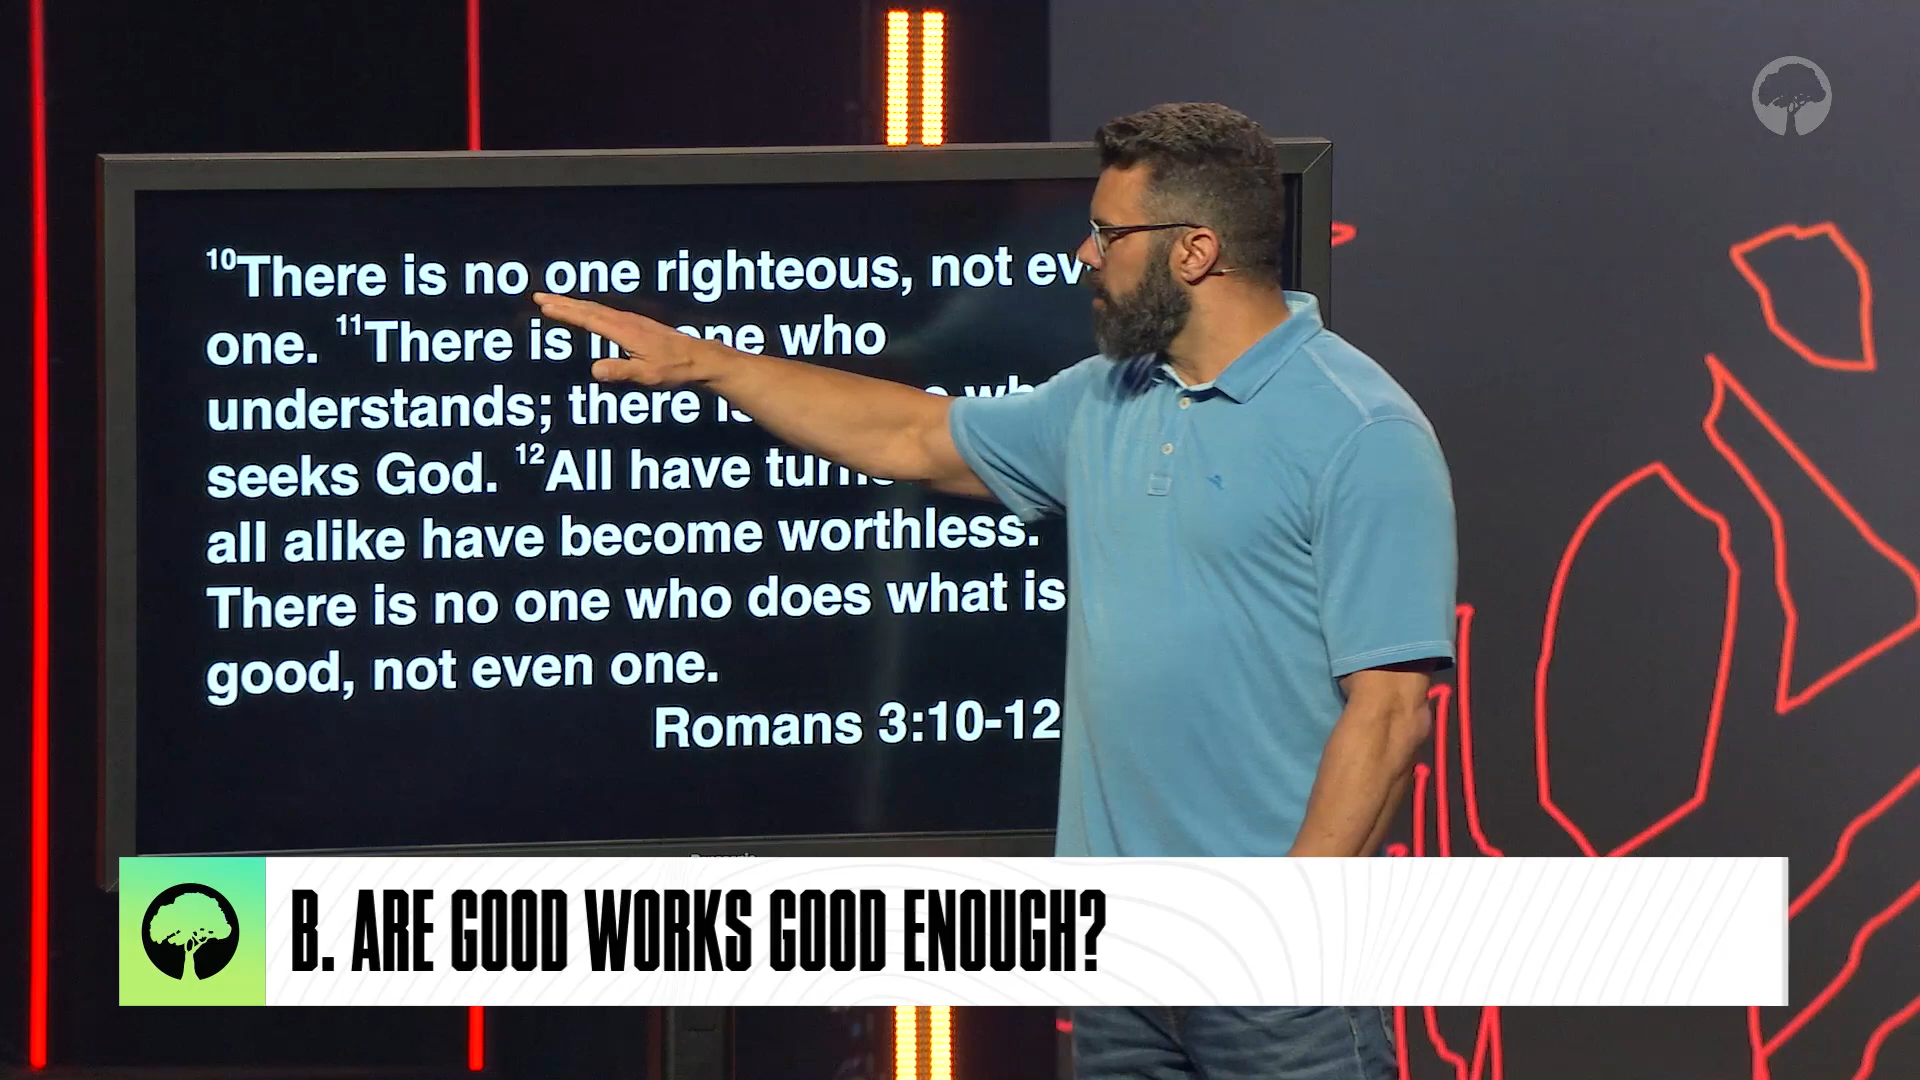 10There is no one righteous, not
one. 11There is one who
understands; there
seeks God. 12All have
all alike have become worthless.
There is no one who does what is
good, not even one.
Romans 3:10-12
B. ARE GOOD WORKS GOOD ENOUGH?